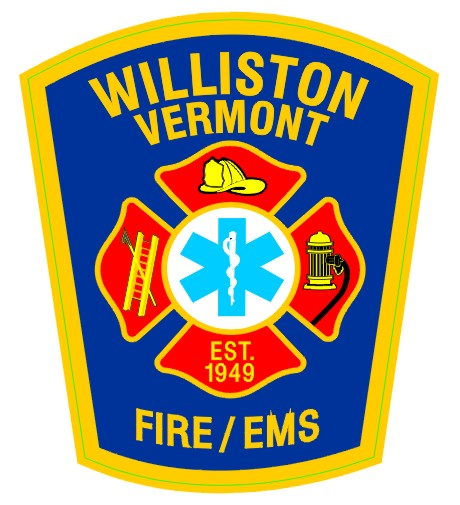 WILLISTON
VERMONT
EST.
1949
FIRE / EMS